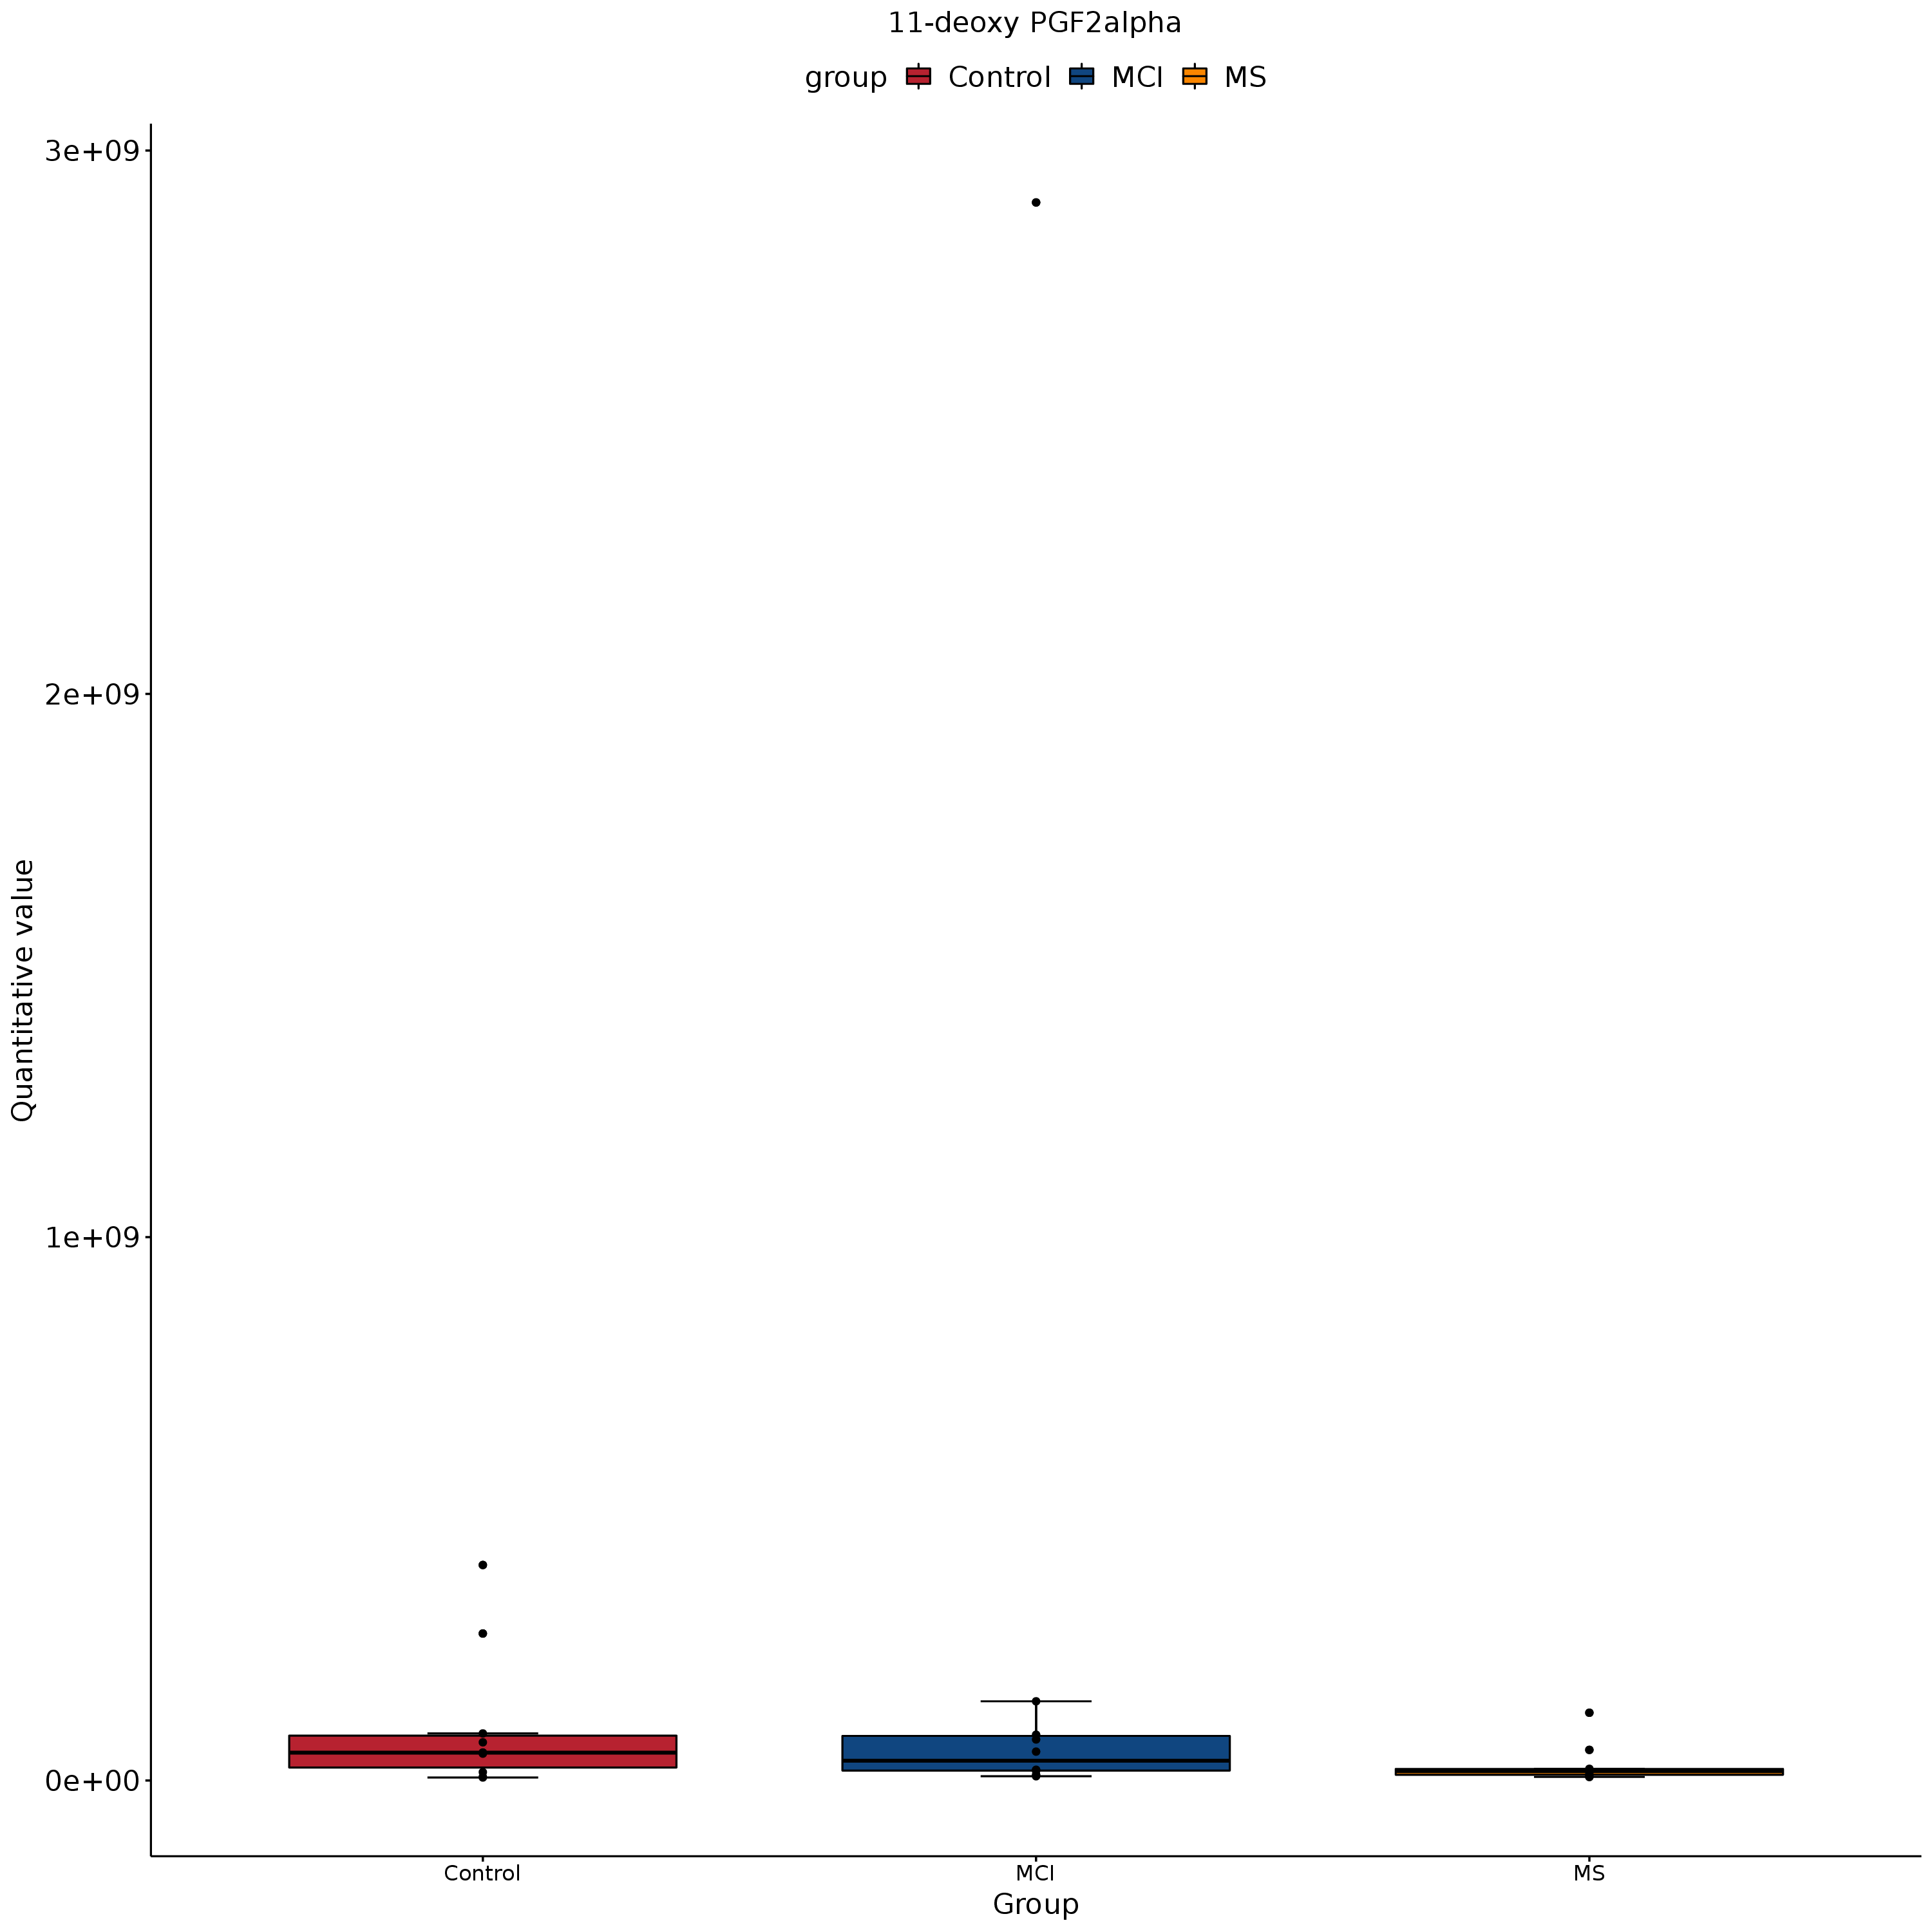 11-deoxy PGF2alpha
group Control MCI MS
3e+09
2e+09
1e+09
0e+00
Quantitative value
Control MCI MS
Group